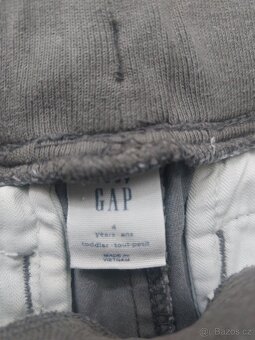 GAP
4
years ans
toddler·tout-petit
MADE IN
VIETNAM
Bazos.cz